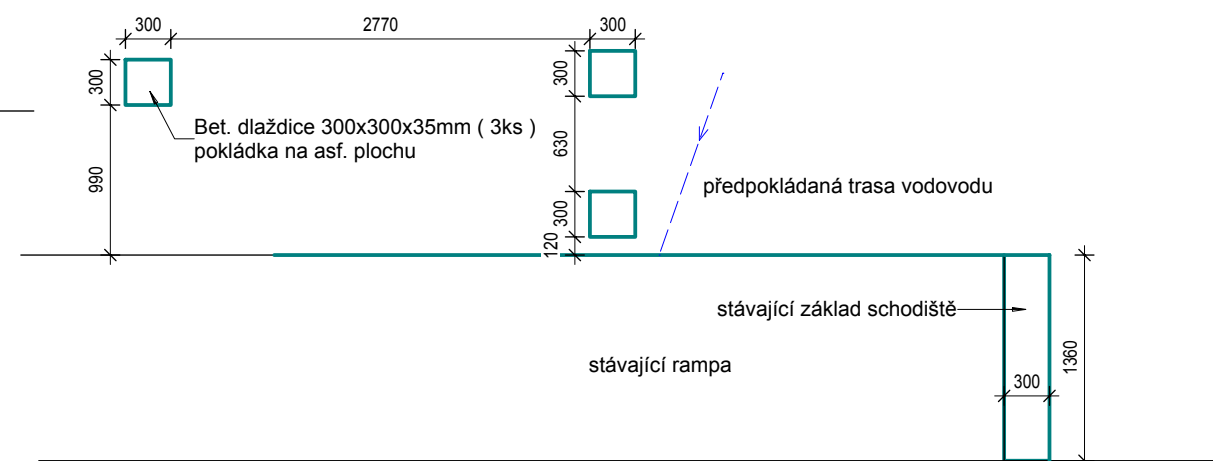 300
2770
300
300
300
Bet. dlaždice 300x300x35mm ( 3ks )
pokládka na asf. plochu
630
990
předpokládaná trasa vodovodu
300
120
stávající základ schodiště
stávající rampa
1360
300